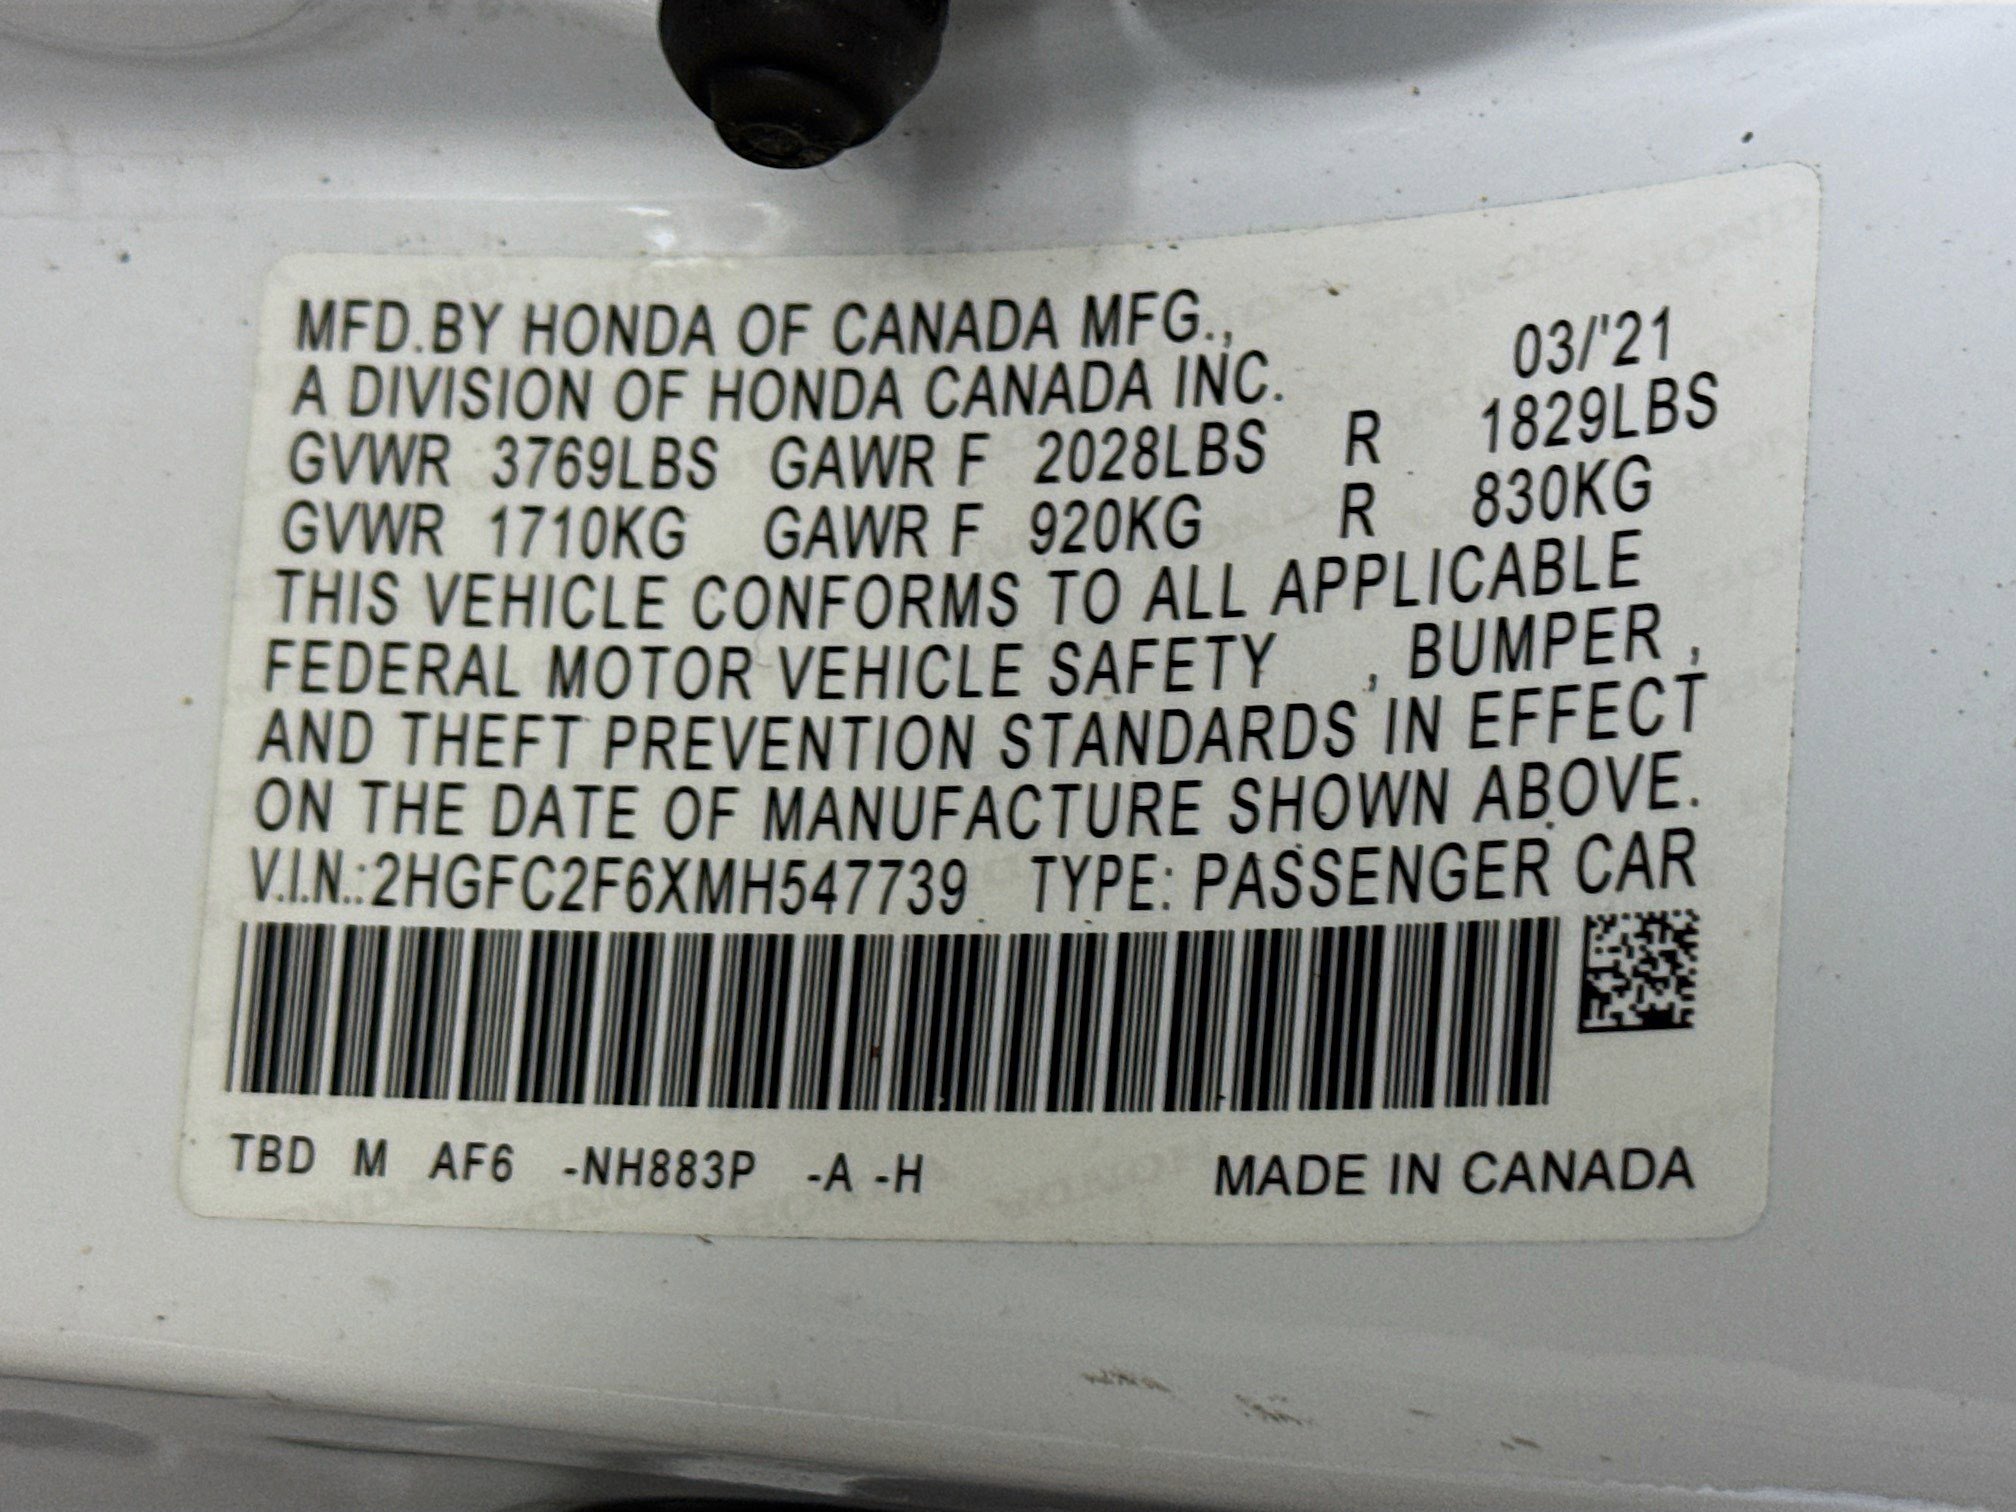 MFD.BY HONDA OF CANADA MFG., 03/'21
A DIVISION OF HONDA CANADA INC.
GVWR 3769LBS GAWR F 2028LBS R 1829LBS
GVWR 1710KG GAWR F 920KG R 830KG
THIS VEHICLE CONFORMS TO ALL APPLICABLE
FEDERAL MOTOR VEHICLE SAFETY , BUMPER ,
AND THEFT PREVENTION STANDARDS IN EFFECT
ON THE DATE OF MANUFACTURE SHOWN ABOVE.
V.I.N.:2HGFC2F6XMH547739 TYPE: PASSENGER CAR
TBD M AF6 -NH883P -A -H MADE IN CANADA